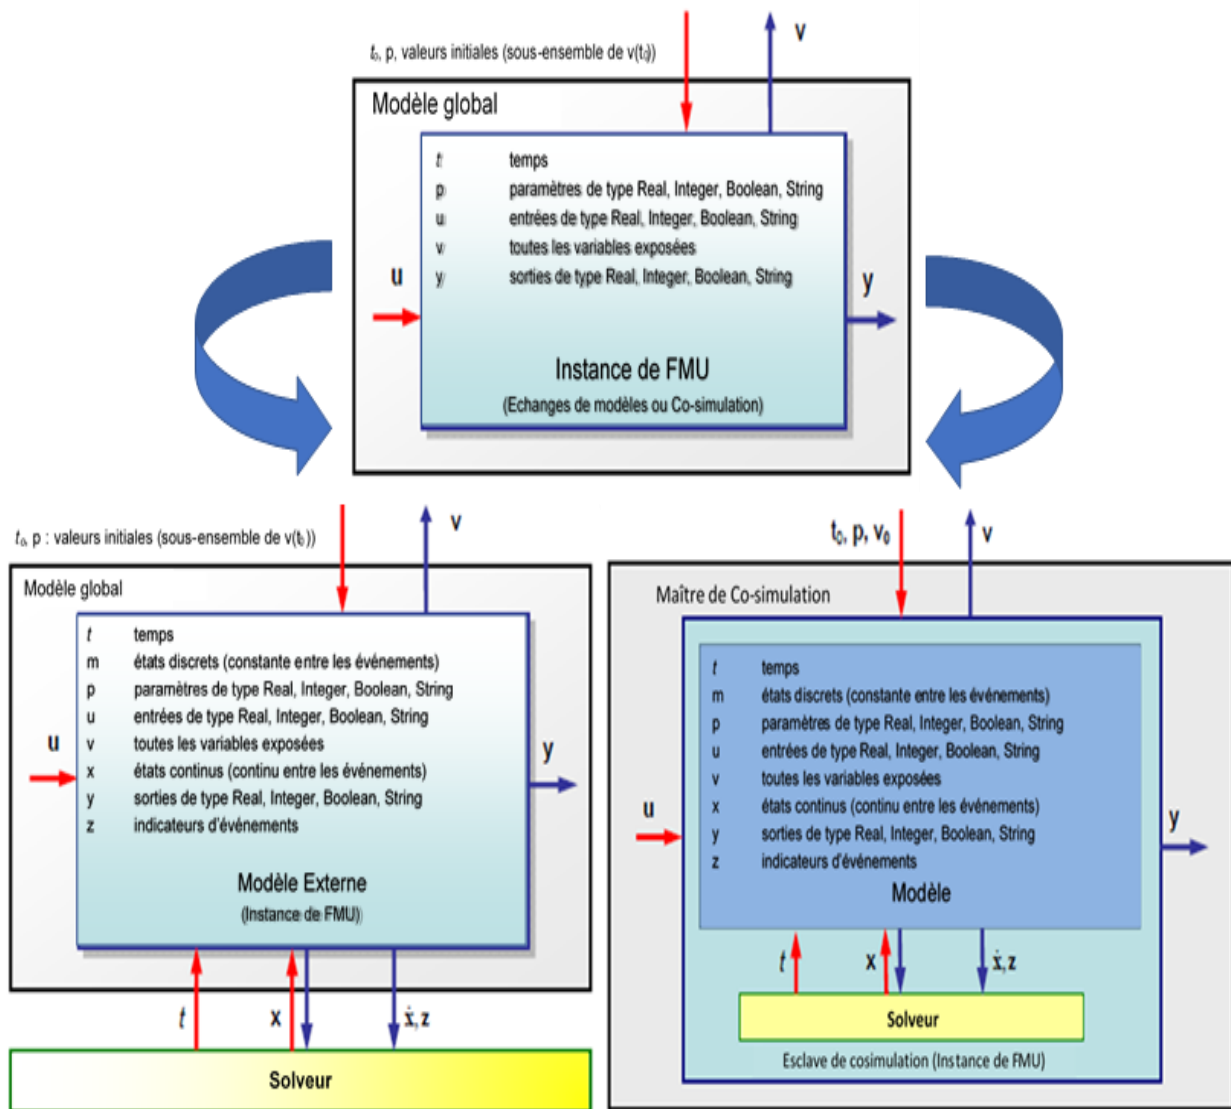 v
t₀, p, valeurs initiales (sous-ensemble de v(t₀))
Modèle global
t temps
p paramètres de type Real, Integer, Boolean, String
u entrées de type Real, Integer, Boolean, String
v toutes les variables exposées
y sorties de type Real, Integer, Boolean, String
u
y
Instance de FMU
(Echanges de modèles ou Co-simulation)
v
t₀, p : valeurs initiales (sous-ensemble de v(t₀))
Modèle global
t temps
m états discrets (constante entre les événements)
p paramètres de type Real, Integer, Boolean, String
u entrées de type Real, Integer, Boolean, String
v toutes les variables exposées
x états continus (continu entre les événements)
y sorties de type Real, Integer, Boolean, String
z indicateurs d'événements
u
y
Modèle Externe
(Instance de FMU)
t x ẋ, z
Solveur
t₀, p, v₀ v
Maître de Co-simulation
t temps
m états discrets (constante entre les événements)
p paramètres de type Real, Integer, Boolean, String
u entrées de type Real, Integer, Boolean, String
v toutes les variables exposées
x états continus (continu entre les événements)
y sorties de type Real, Integer, Boolean, String
z indicateurs d'événements
u
y
Modèle
t x ẋ, z
Solveur
Esclave de cosimulation (Instance de FMU)